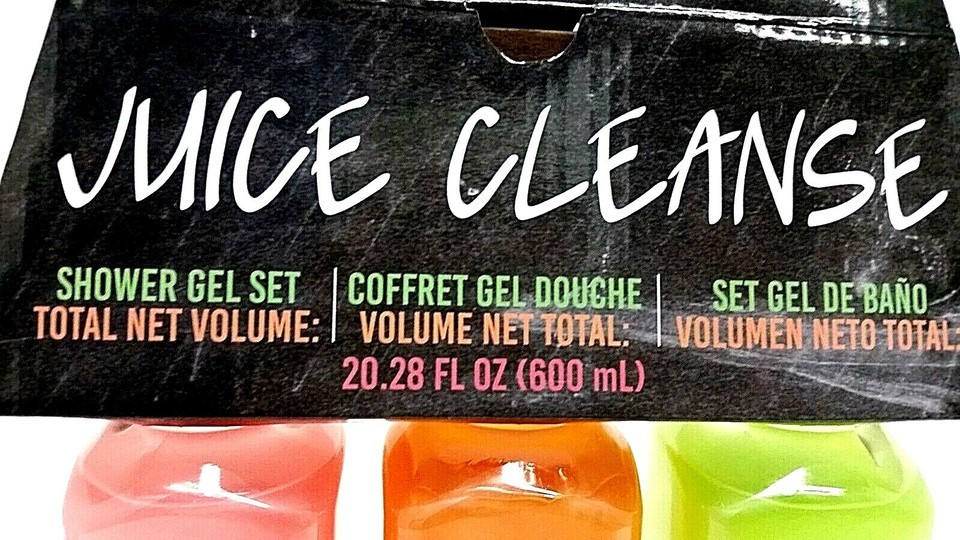 JUICE CLEANSE
SHOWER GEL SET
TOTAL NET VOLUME:
COFFRET GEL DOUCHE
VOLUME NET TOTAL:
SET GEL DE BAÑO
VOLUMEN NETO TOTAL:
20.28 FL OZ (600 mL)